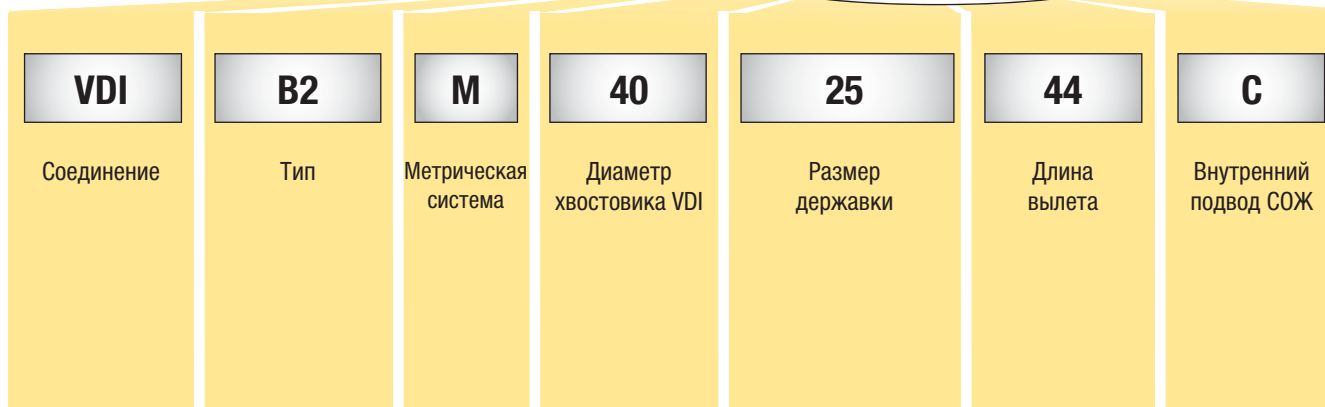 VDI
B2
M
40
25
44
C
Соединение
Тип
Метрическая
система
Диаметр
хвостовика VDI
Размер
державки
Длина
вылета
Внутренний
подвод СОЖ